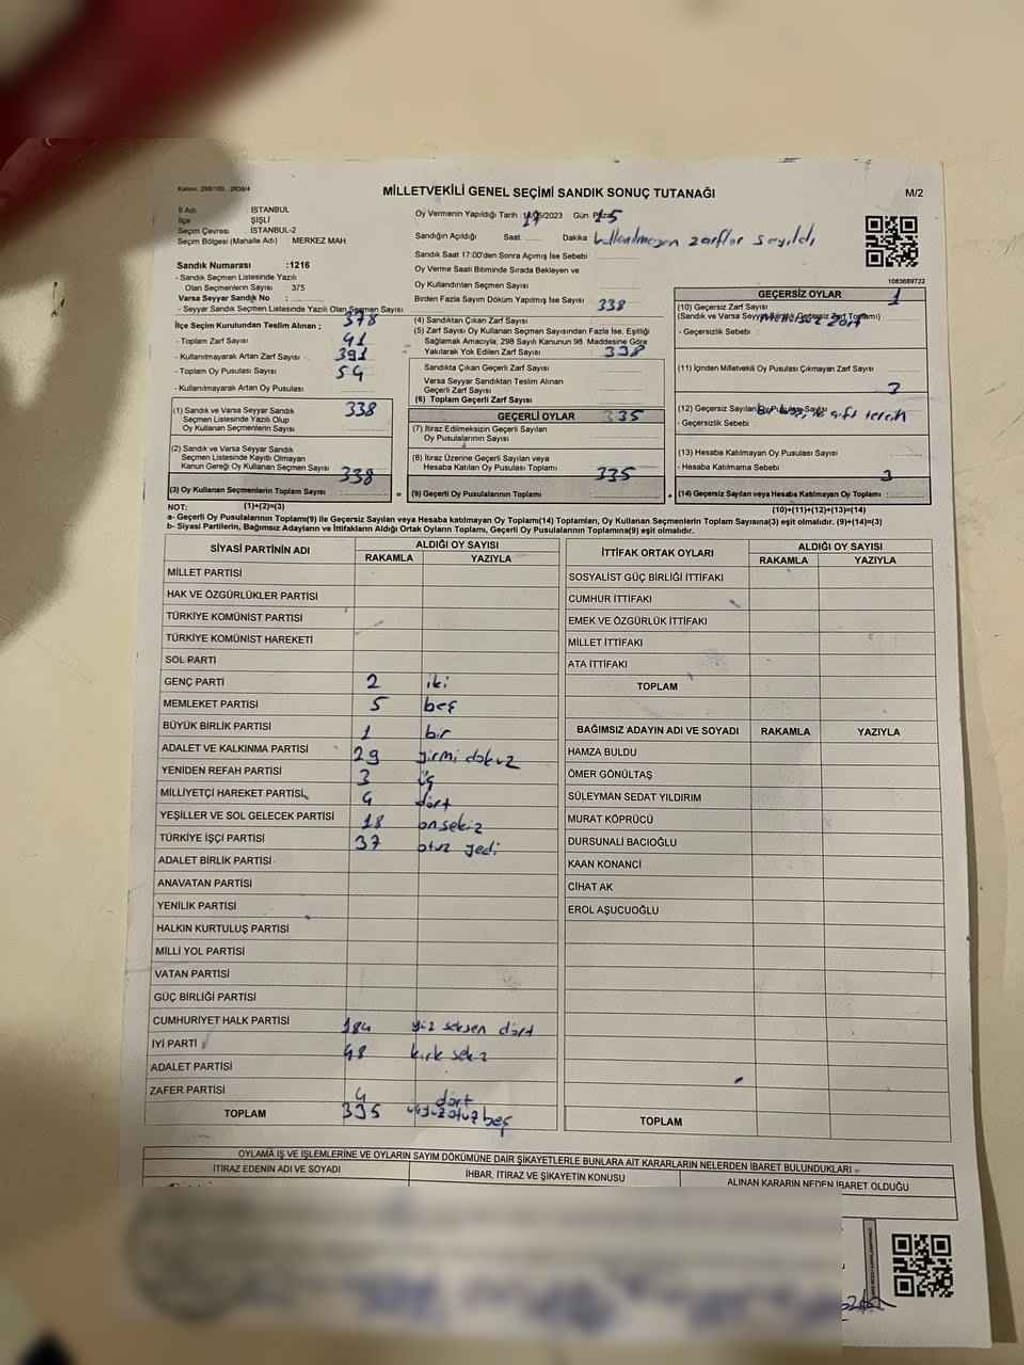 MİLLETVEKİLİ GENEL SEÇİMİ SANDIK SONUÇ TUTANAĞI
M/2
İl Adı İSTANBUL
İlçe ŞİŞLİ
Seçim Çevresi İSTANBUL-2
Seçim Bölgesi (Mahalle Adı) MERKEZ MAH.
Sandık Numarası :1216
- Sandık Seçmen Listesinde Yazılı
Olan Seçmenlerin Sayısı 375
Varsa Seyyar Sandık No :
- Seyyar Sandık Seçmen Listesinde Yazılı Olan Seçmen Sayısı
İlçe Seçim Kurulundan Teslim Alınan ; 378
- Toplam Zarf Sayısı 41
- Kullanılmayarak Artan Zarf Sayısı 391
- Toplam Oy Pusulası Sayısı 54
- Kullanılmayarak Artan Oy Pusulası
(1) Sandık ve Varsa Seyyar Sandık 338
Seçmen Listesinde Yazılı Olup
Oy Kullanan Seçmenlerin Sayısı
(2) Sandık ve Varsa Seyyar Sandık
Seçmen Listesinde Kayıtlı Olmayan
Kanun Gereği Oy Kullanan Seçmen Sayısı
338
(3) Oy Kullanan Seçmenlerin Toplam Sayısı
Oy Vermenin Yapıldığı Tarih /2023 Gün
Sandığın Açıldığı Saat Dakika kullanılmayan zarflar sayıldı
Sandık Saat 17:00'den Sonra Açılmış İse Sebebi
Oy Verme Saati Bitiminde Sırada Bekleyen ve
Oy Kullandırılan Seçmen Sayısı
Birden Fazla Sayım Döküm Yapılmış İse Sayısı 338
(4) Sandıktan Çıkan Zarf Sayısı
(5) Zarf Sayısı Oy Kullanan Seçmen Sayısından Fazla İse, Eşitliği
Sağlamak Amacıyla, 298 Sayılı Kanunun 98. Maddesine Göre
Yakılarak Yok Edilen Zarf Sayısı 338
Sandıkta Çıkan Geçerli Zarf Sayısı
Varsa Seyyar Sandıktan Teslim Alınan
Geçerli Zarf Sayısı
(6) Toplam Geçerli Zarf Sayısı
GEÇERLİ OYLAR 335
(7) İtiraz Edilmeksizin Geçerli Sayılan
Oy Pusulalarının Sayısı
(8) İtiraz Üzerine Geçerli Sayılan veya
Hesaba Katılan Oy Pusulası Toplamı 335
(9) Geçerli Oy Pusulalarının Toplamı
1083689722
GEÇERSİZ OYLAR 1
(10) Geçersiz Zarf Sayısı
(Sandık ve Varsa Seyyar Sandık Geçersiz Zarf Toplamı)
- Geçersizlik Sebebi
(11) İçinden Milletvekili Oy Pusulası Çıkmayan Zarf Sayısı
(12) Geçersiz Sayılan Oy Pusulası Sayısı çift tercih
- Geçersizlik Sebebi
(13) Hesaba Katılmayan Oy Pusulası Sayısı
- Hesaba Katılmama Sebebi
3
(14) Geçersiz Sayılan veya Hesaba Katılmayan Oy Toplamı
NOT: (1)+(2)=(3) (10)+(11)+(12)+(13)=(14)
a- Geçerli Oy Pusulalarının Toplamı(9) ile Geçersiz Sayılan veya Hesaba katılmayan Oy Toplamı(14) Toplamları, Oy Kullanan Seçmenlerin Toplam Sayısına(3) eşit olmalıdır. (9)+(14)=(3)
b- Siyasi Partilerin, Bağımsız Adayların ve İttifakların Aldığı Ortak Oyların Toplamı, Geçerli Oy Pusulalarının Toplamına(9) eşit olmalıdır.
SİYASİ PARTİNİN ADI ALDIĞI OY SAYISI
RAKAMLA YAZIYLA
MİLLET PARTİSİ
HAK VE ÖZGÜRLÜKLER PARTİSİ
TÜRKİYE KOMÜNİST PARTİSİ
TÜRKİYE KOMÜNİST HAREKETİ
SOL PARTİ
GENÇ PARTİ 2 iki
MEMLEKET PARTİSİ 5 beş
BÜYÜK BİRLİK PARTİSİ 1 bir
ADALET VE KALKINMA PARTİSİ 29 yirmi dokuz
YENİDEN REFAH PARTİSİ 3 üç
MİLLİYETÇİ HAREKET PARTİSİ 4 dört
YEŞİLLER VE SOL GELECEK PARTİSİ 18 onsekiz
TÜRKİYE İŞÇİ PARTİSİ 37 otuz yedi
ADALET BİRLİK PARTİSİ
ANAVATAN PARTİSİ
YENİLİK PARTİSİ
HALKIN KURTULUŞ PARTİSİ
MİLLİ YOL PARTİSİ
VATAN PARTİSİ
GÜÇ BİRLİĞİ PARTİSİ
CUMHURİYET HALK PARTİSİ 184 yüz seksen dört
İYİ PARTİ 48 kırk sekiz
ADALET PARTİSİ
ZAFER PARTİSİ 4 dört
TOPLAM 335 üçyüzotuzbeş
İTTİFAK ORTAK OYLARI ALDIĞI OY SAYISI
RAKAMLA YAZIYLA
SOSYALİST GÜÇ BİRLİĞİ İTTİFAKI
CUMHUR İTTİFAKI
EMEK VE ÖZGÜRLÜK İTTİFAKI
MİLLET İTTİFAKI
ATA İTTİFAKI
TOPLAM
BAĞIMSIZ ADAYIN ADI VE SOYADI RAKAMLA YAZIYLA
HAMZA BULDU
ÖMER GÖNÜLTAŞ
SÜLEYMAN SEDAT YILDIRIM
MURAT KÖPRÜCÜ
DURSUNALİ BACIOĞLU
KAAN KONANCİ
CİHAT AK
EROL AŞUCUOĞLU
TOPLAM
OYLAMA İŞ VE İŞLEMLERİNE VE OYLARIN SAYIM DÖKÜMÜNE DAİR ŞİKAYETLERLE BUNLARA AİT KARARLARIN NELERDEN İBARET BULUNDUKLARI
İTİRAZ EDENİN ADI VE SOYADI İHBAR, İTİRAZ VE ŞİKAYETİN KONUSU ALINAN KARARIN NEDEN İBARET OLDUĞU